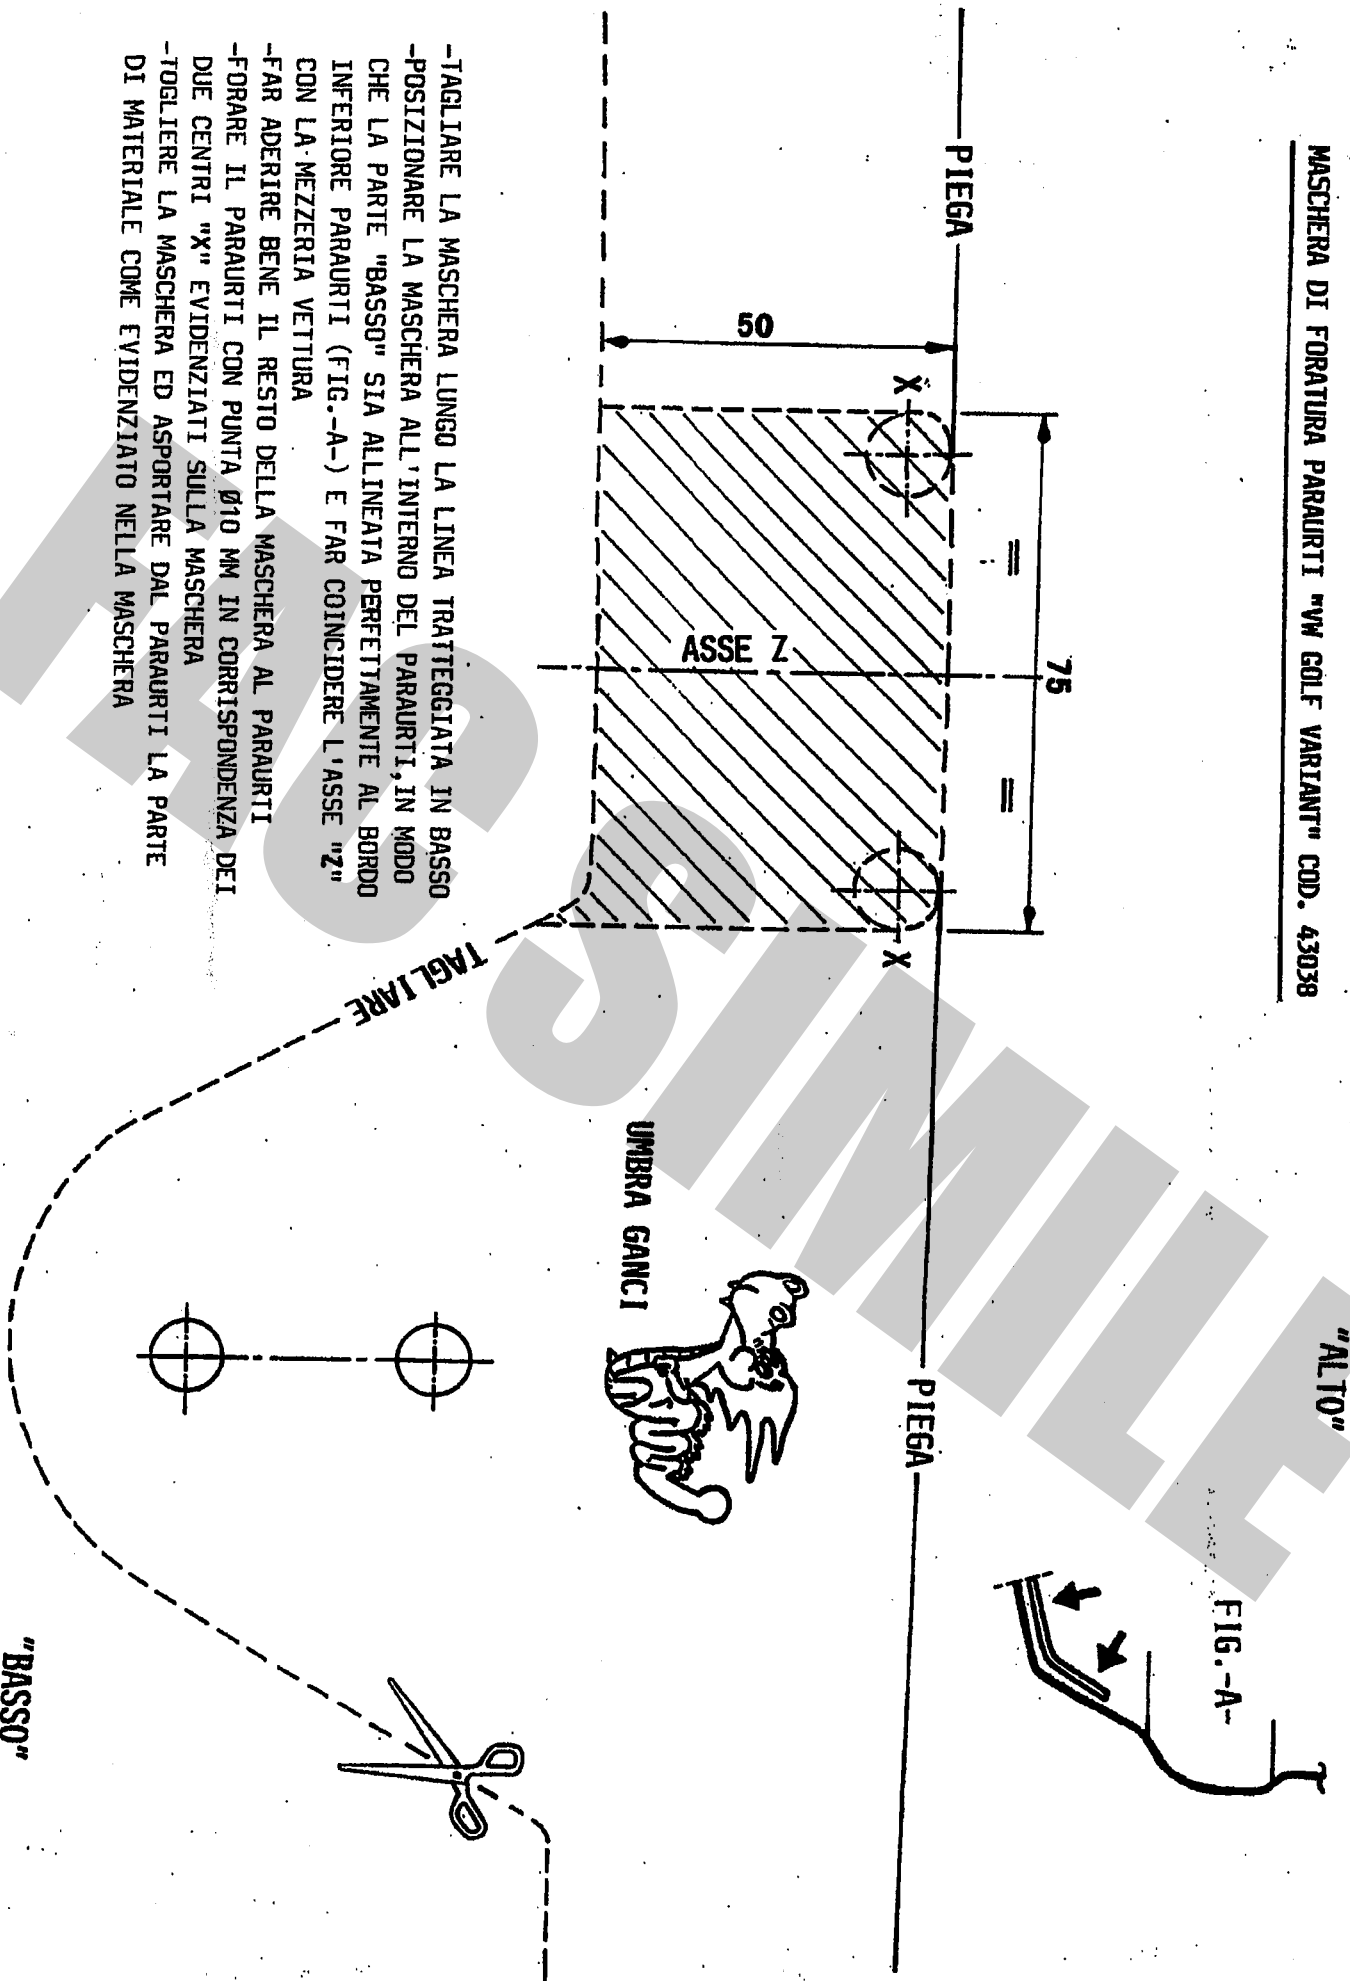 MASCHERA DI FORATURA PARAURTI "VW GOLF VARIANT" COD. 43038
"ALTO"
FIG.-A-
PIEGA
PIEGA
75
=
=
50
X
X
ASSE Z
UMBRA GANCI
TAGLIARE
-TAGLIARE LA MASCHERA LUNGO LA LINEA TRATTEGGIATA IN BASSO
-POSIZIONARE LA MASCHERA ALL'INTERNO DEL PARAURTI, IN MODO
CHE LA PARTE "BASSO" SIA ALLINEATA PERFETTAMENTE AL BORDO
INFERIORE PARAURTI (FIG.-A-) E FAR COINCIDERE L'ASSE "Z"
CON LA MEZZERIA VETTURA
-FAR ADERIRE BENE IL RESTO DELLA MASCHERA AL PARAURTI
-FORARE IL PARAURTI CON PUNTA Ø10 MM IN CORRISPONDENZA DEI
DUE CENTRI "X" EVIDENZIATI SULLA MASCHERA
-TOGLIERE LA MASCHERA ED ASPORTARE DAL PARAURTI LA PARTE
DI MATERIALE COME EVIDENZIATO NELLA MASCHERA
"BASSO"
FAC SIMILE